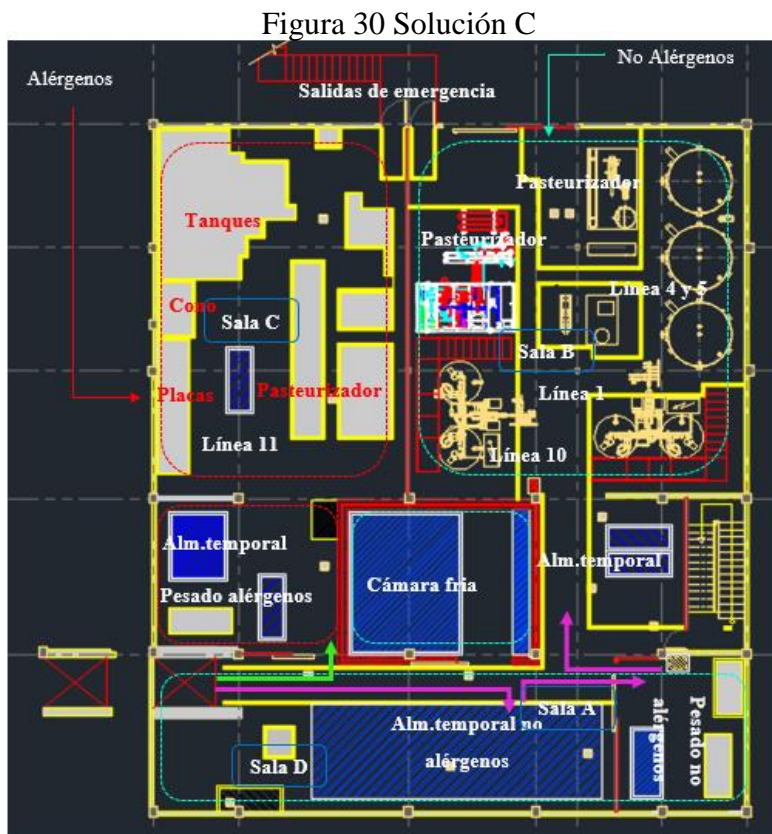 Figura 30 Solución C
Alérgenos
No Alérgenos
Salidas de emergencia
Pasteurizador
Tanques
Pasteurizador
Cono
Línea 4 y 5
Sala C
Sala B
Placas
Pasteurizador
Línea 1
Línea 11
Línea 10
Alm.temporal
Alm.temporal
Cámara fria
Pesado alérgenos
Sala A
Alm.temporal no
alérgenos
Pesado no
alérgenos
Sala D